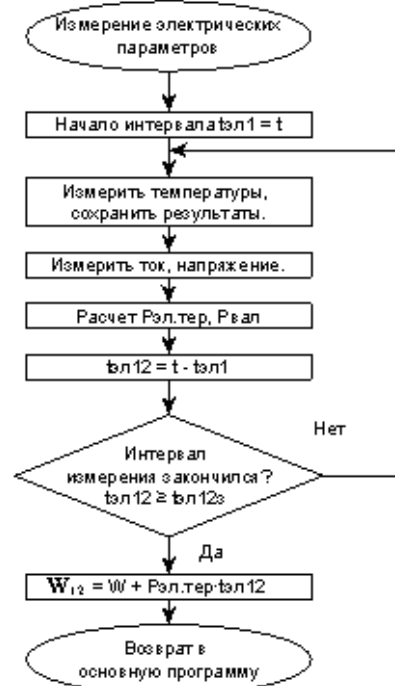 Измерение электрических
параметров
Начало интервала tэл1 = t
Измерить температуры,
сохранить результаты.
Измерить ток, напряжение.
Расчет Рэл.тер, Рвал
tэл12 = t - tэл1
Нет
Интервал
измерения закончился?
tэл12 ≥ tэл12з
Да
W₁₂ = W + Рэл.тер·tэл12
Возврат в
основную программу